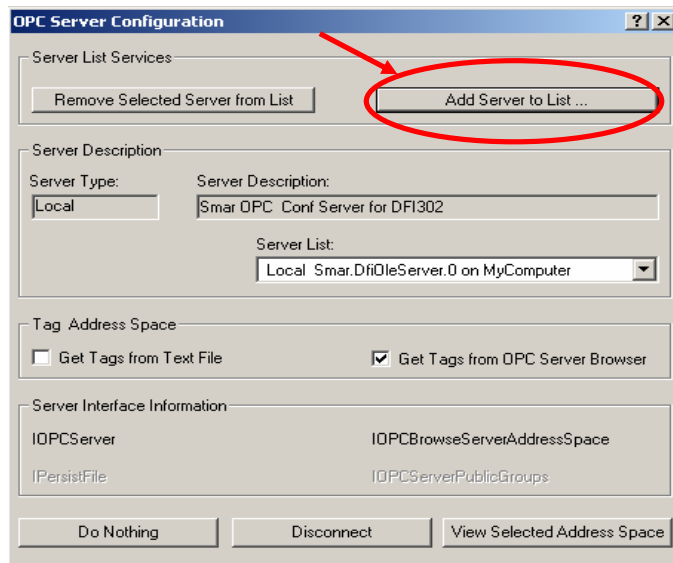 OPC Server Configuration
Server List Services
Remove Selected Server from List
Add Server to List ...
Server Description
Server Type:
Server Description:
Local
Smar OPC  Conf Server for DFI302
Server List:
Local  Smar.DfiOleServer.0 on MyComputer
Tag  Address Space
Get Tags from Text File
Get Tags from OPC Server Browser
Server Interface Information
IOPCServer
IOPCBrowseServerAddressSpace
IPersistFile
IOPCServerPublicGroups
Do Nothing
Disconnect
View Selected Address Space